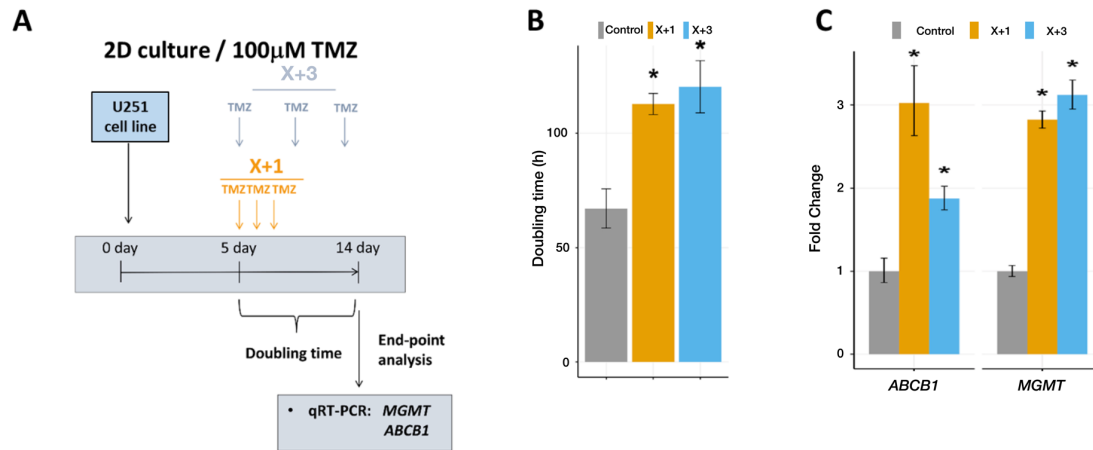 A
2D culture / 100µM TMZ
X+3
TMZ TMZ TMZ
U251
cell line
X+1
TMZ TMZ TMZ
0 day 5 day 14 day
Doubling time
End-point
analysis
• qRT-PCR: MGMT
ABCB1
B
Control X+1 X+3
Doubling time (h)
100
50
0
* *
C
Control X+1 X+3
Fold Change
3
2
1
0
* * * *
ABCB1 MGMT